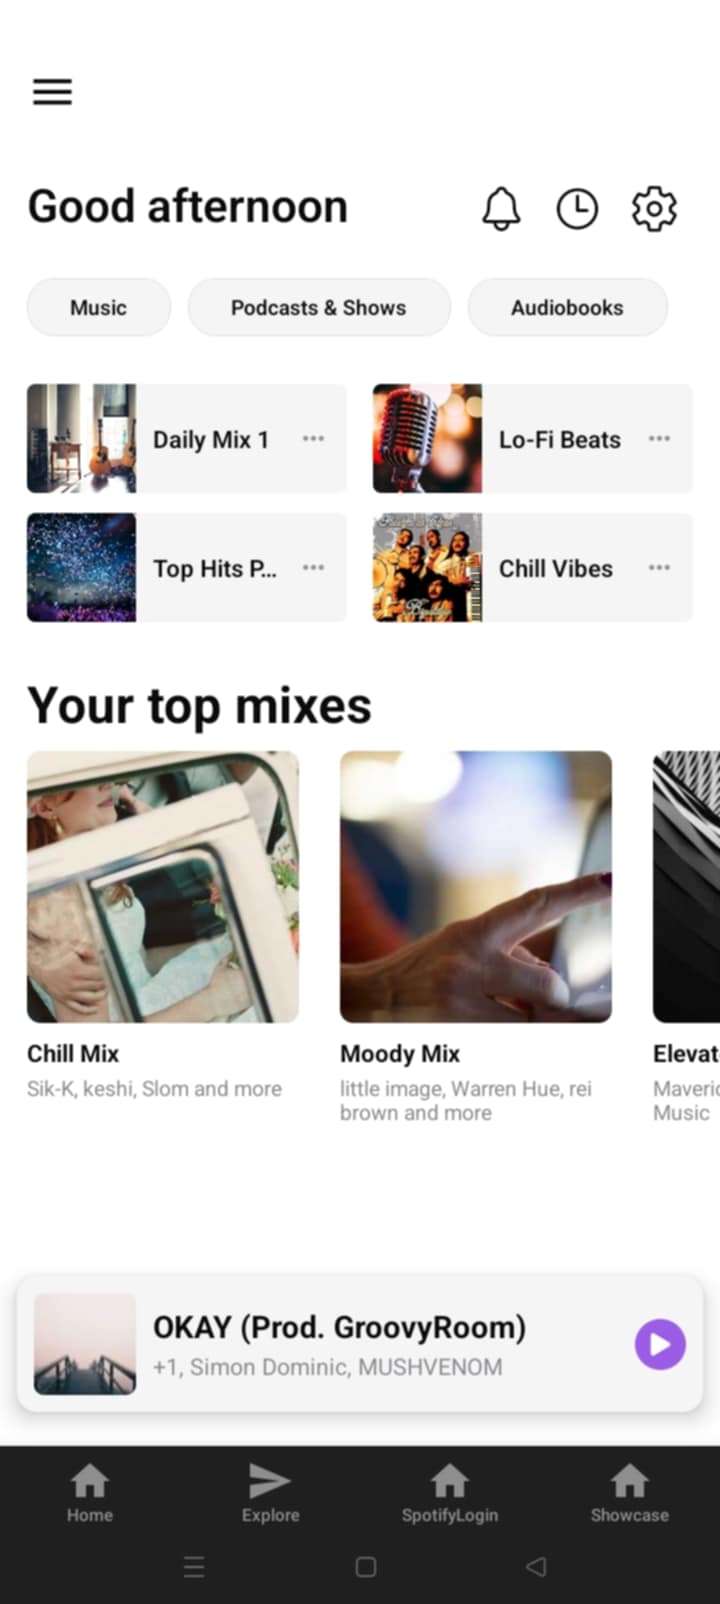 Good afternoon
Music
Podcasts & Shows
Audiobooks
Daily Mix 1
Lo-Fi Beats
Top Hits P...
Chill Vibes
Your top mixes
Chill Mix
Sik-K, keshi, Slom and more
Moody Mix
little image, Warren Hue, rei
brown and more
Elevat
Maveric
Music
OKAY (Prod. GroovyRoom)
+1, Simon Dominic, MUSHVENOM
Home
Explore
SpotifyLogin
Showcase